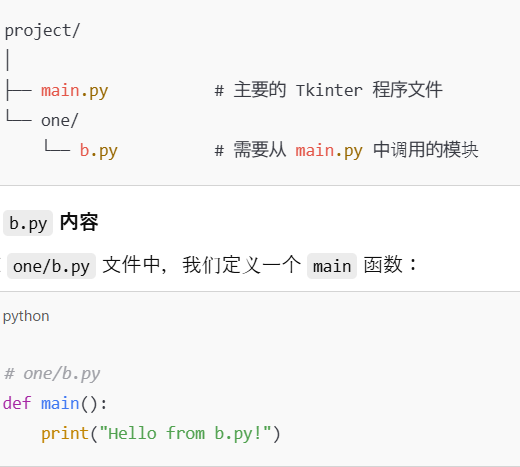 project/
│
├── main.py # 主要的 Tkinter 程序文件
└── one/
    └── b.py # 需要从 main.py 中调用的模块
b.py 内容
one/b.py 文件中，我们定义一个 main 函数：
python
# one/b.py
def main():
    print("Hello from b.py!")